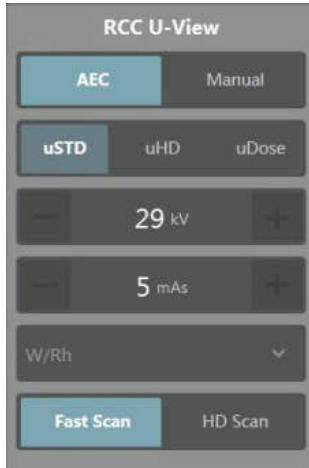 RCC U-View
AEC Manual
uSTD uHD uDose
29 kV
5 mAs
W/Rh
Fast Scan HD Scan